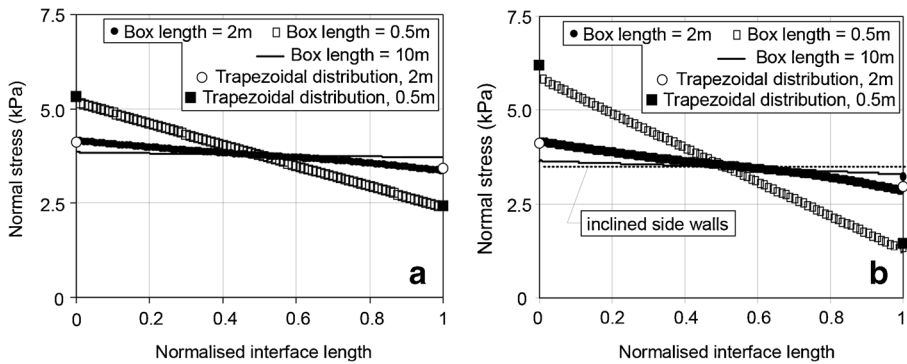 7.5
5.0
2.5
0
Normal stress (kPa)
Box length = 2m
Box length = 0.5m
Box length = 10m
Trapezoidal distribution, 2m
Trapezoidal distribution, 0.5m
a
0 0.2 0.4 0.6 0.8 1
Normalised interface length
7.5
5.0
2.5
0
Normal stress (kPa)
Box length = 2m
Box length = 0.5m
Box length = 10m
Trapezoidal distribution, 2m
Trapezoidal distribution, 0.5m
inclined side walls
b
0 0.2 0.4 0.6 0.8 1
Normalised interface length